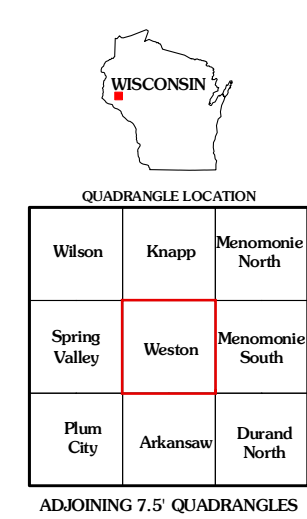 WISCONSIN
QUADRANGLE LOCATION
Wilson
Knapp
Menomonie
North
Spring
Valley
Weston
Menomonie
South
Plum
City
Arkansaw
Durand
North
ADJOINING 7.5' QUADRANGLES